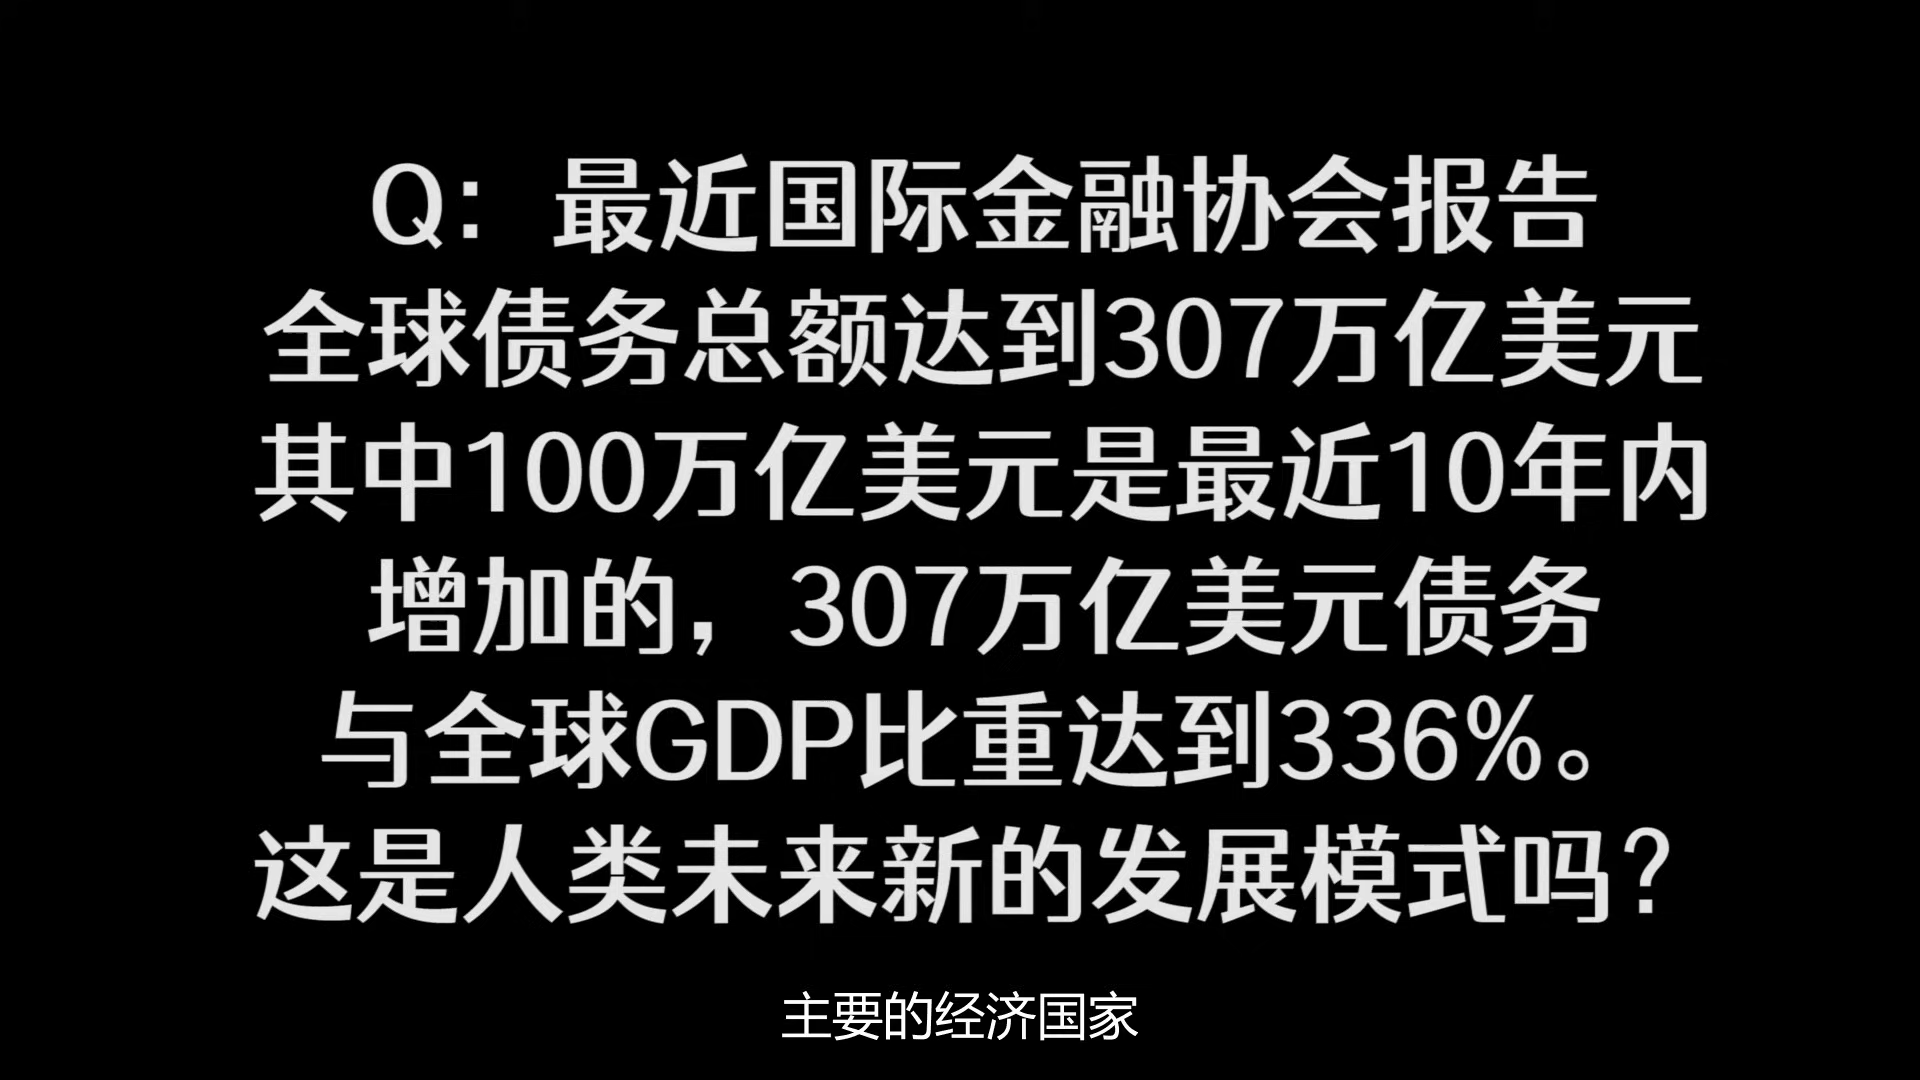 Q：最近国际金融协会报告
全球债务总额达到307万亿美元
其中100万亿美元是最近10年内
增加的，307万亿美元债务
与全球GDP比重达到336%。
这是人类未来新的发展模式吗？
主要的经济国家